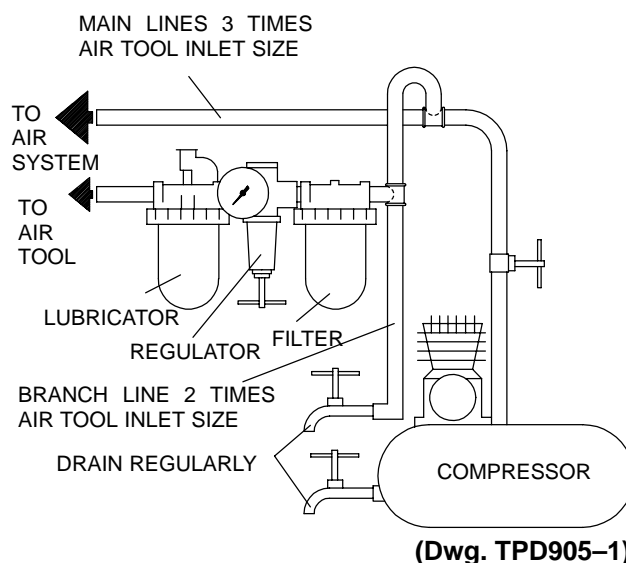 MAIN LINES 3 TIMES
AIR TOOL INLET SIZE
TO
AIR
SYSTEM
TO
AIR
TOOL
LUBRICATOR
REGULATOR
FILTER
BRANCH LINE 2 TIMES
AIR TOOL INLET SIZE
DRAIN REGULARLY
COMPRESSOR
(Dwg. TPD905–1)